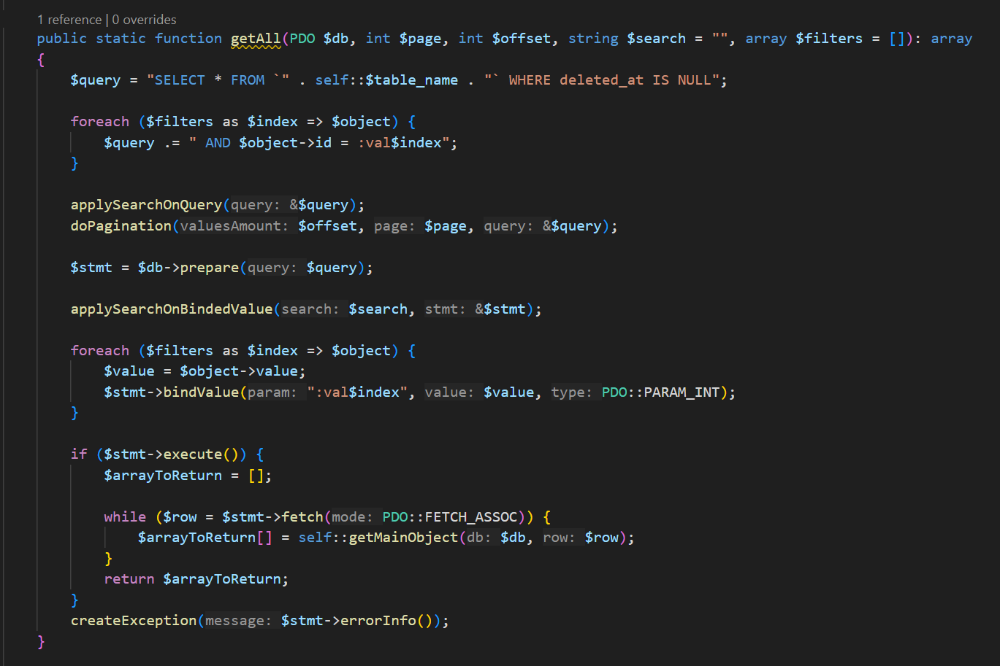 1 reference | 0 overrides
public static function getAll(PDO $db, int $page, int $offset, string $search = "", array $filters = []): array
{
    $query = "SELECT * FROM `" . self::$table_name . "` WHERE deleted_at IS NULL";
    foreach ($filters as $index => $object) {
        $query .= " AND $object->id = :val$index";
    }
    applySearchOnQuery(query: &$query);
    doPagination(valuesAmount: $offset, page: $page, query: &$query);
    $stmt = $db->prepare(query: $query);
    applySearchOnBindedValue(search: $search, stmt: &$stmt);
    foreach ($filters as $index => $object) {
        $value = $object->value;
        $stmt->bindValue(param: ":val$index", value: $value, type: PDO::PARAM_INT);
    }
    if ($stmt->execute()) {
        $arrayToReturn = [];
        while ($row = $stmt->fetch(mode: PDO::FETCH_ASSOC)) {
            $arrayToReturn[] = self::getMainObject(db: $db, row: $row);
        }
        return $arrayToReturn;
    }
    createException(message: $stmt->errorInfo());
}